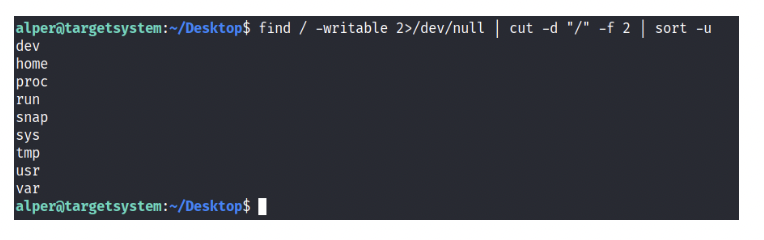 alper@targetsystem:~/Desktop$ find / -writable 2>/dev/null | cut -d "/" -f 2 | sort -u
dev
home
proc
run
snap
sys
tmp
usr
var
alper@targetsystem:~/Desktop$